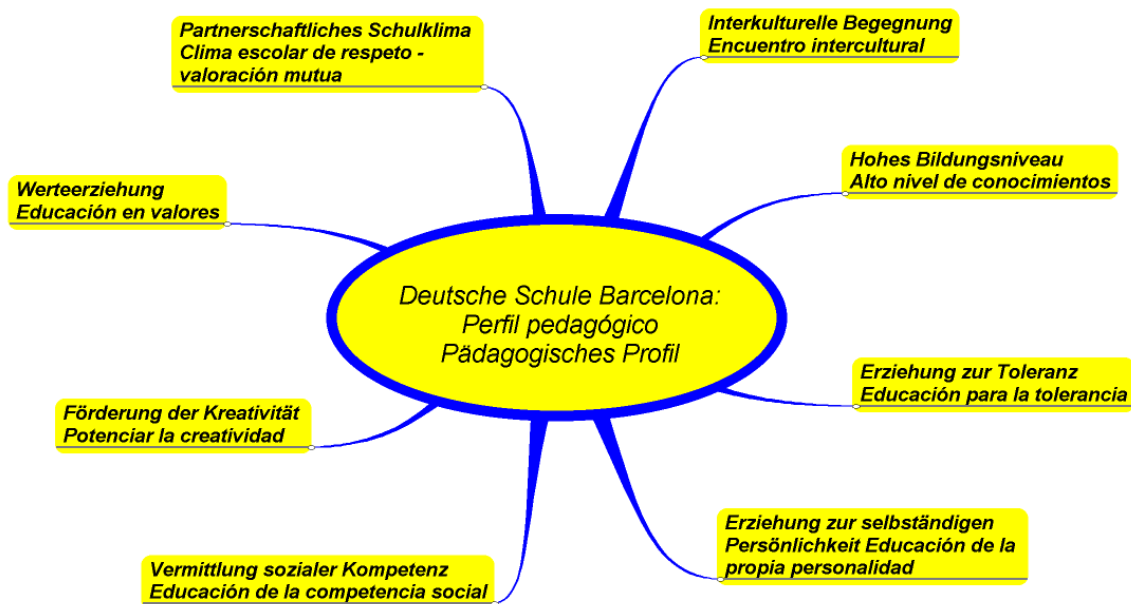 Partnerschaftliches Schulklima
Clima escolar de respeto -
valoración mutua
Interkulturelle Begegnung
Encuentro intercultural
Hohes Bildungsniveau
Alto nivel de conocimientos
Werteerziehung
Educación en valores
Deutsche Schule Barcelona:
Perfil pedagógico
Pädagogisches Profil
Erziehung zur Toleranz
Educación para la tolerancia
Förderung der Kreativität
Potenciar la creatividad
Erziehung zur selbständigen
Persönlichkeit Educación de la
propia personalidad
Vermittlung sozialer Kompetenz
Educación de la competencia social